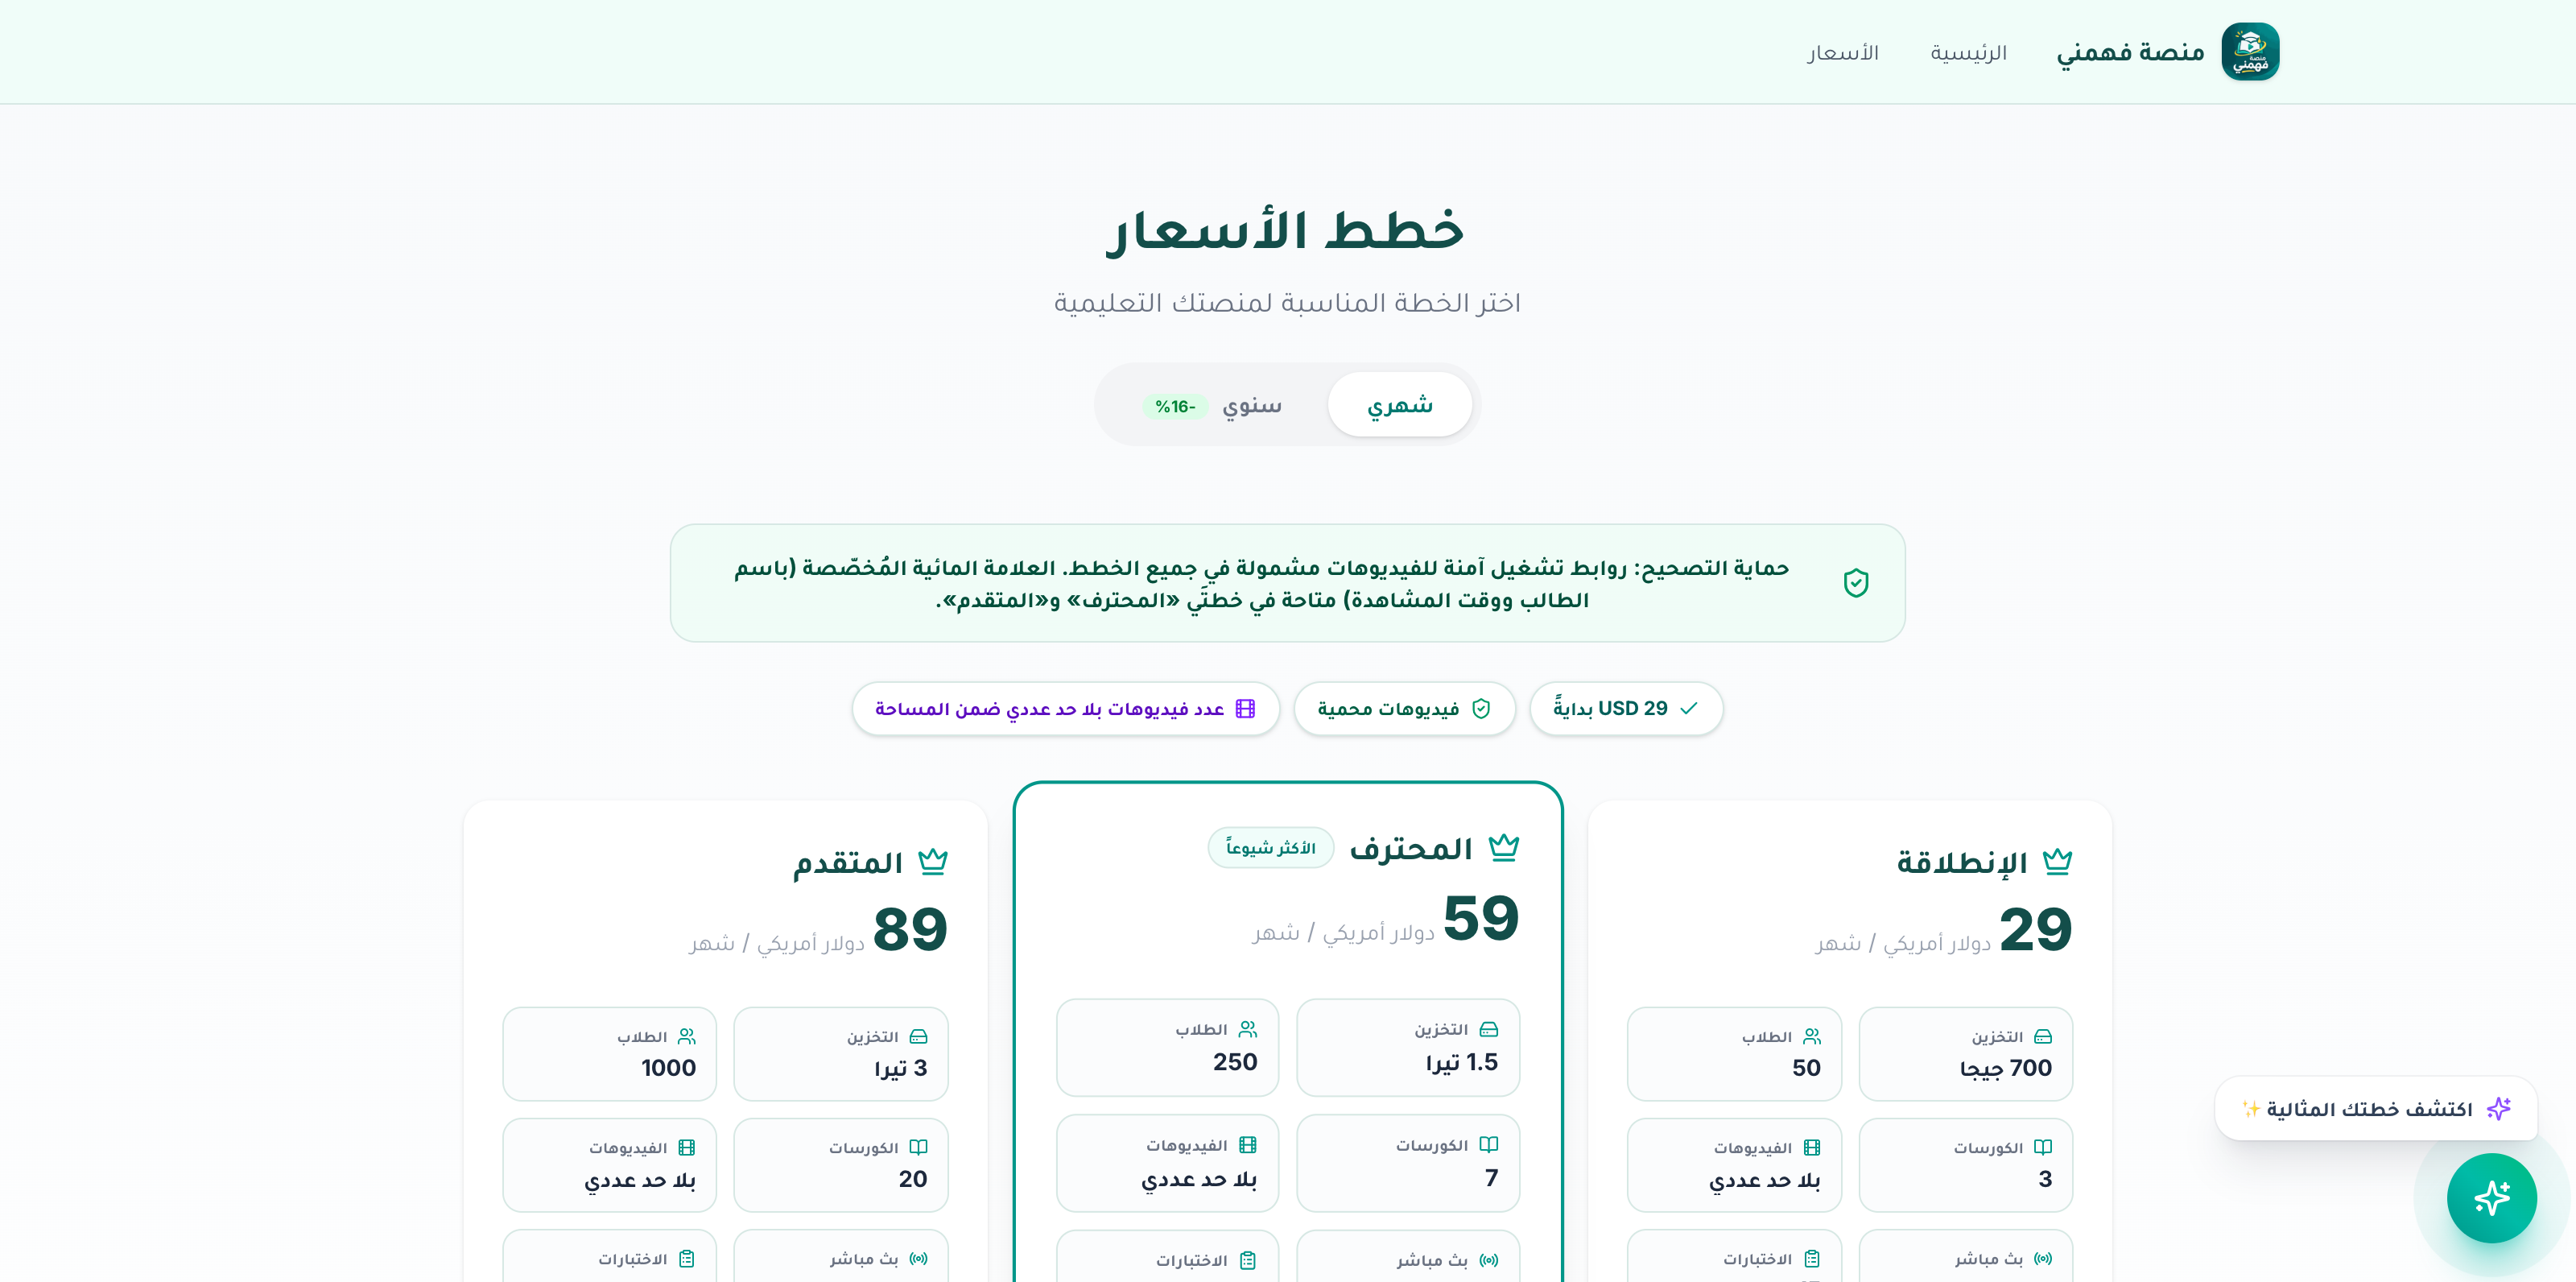 منصة فهمني
منصة فهمني
الرئيسية
الأسعار
خطط الأسعار
اختر الخطة المناسبة لمنصتك التعليمية
شهري
سنوي
-16%
حماية التصحيح: روابط تشغيل آمنة للفيديوهات مشمولة في جميع الخطط. العلامة المائية المُخصّصة (باسم
الطالب ووقت المشاهدة) متاحة في خطتَي «المحترف» و«المتقدم».
29 USD بدايةً
فيديوهات محمية
عدد فيديوهات بلا حد عددي ضمن المساحة
الإنطلاقة
29 دولار أمريكي / شهر
التخزين
700 جيجا
الطلاب
50
الكورسات
3
الفيديوهات
بلا حد عددي
بث مباشر
الاختبارات
المحترف
الأكثر شيوعاً
59 دولار أمريكي / شهر
التخزين
1.5 تيرا
الطلاب
250
الكورسات
7
الفيديوهات
بلا حد عددي
بث مباشر
الاختبارات
المتقدم
89 دولار أمريكي / شهر
التخزين
3 تيرا
الطلاب
1000
الكورسات
20
الفيديوهات
بلا حد عددي
بث مباشر
الاختبارات
اكتشف خطتك المثالية ✨